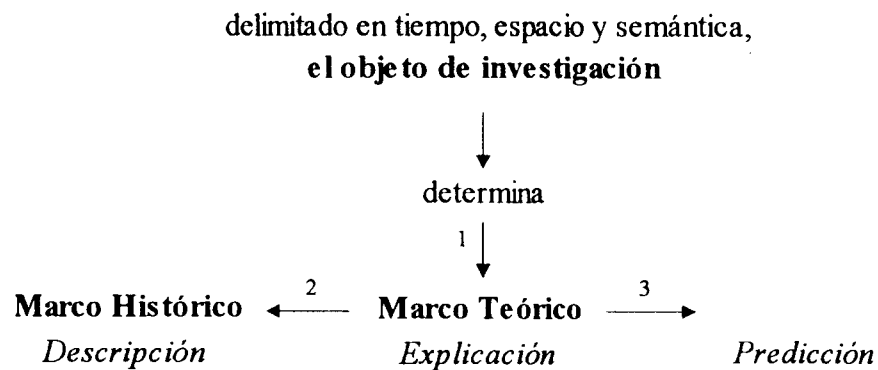 delimitado en tiempo, espacio y semántica,
el objeto de investigación
determina
1
Marco Histórico 2 Marco Teórico 3
Descripción Explicación Predicción